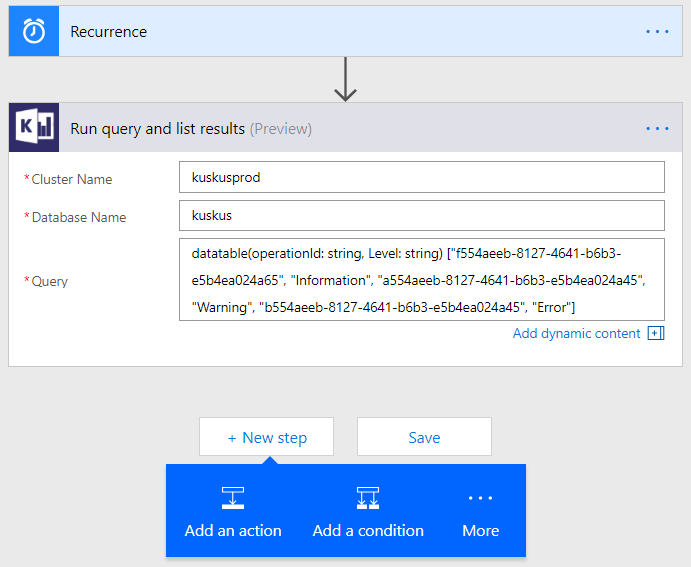 Recurrence
Run query and list results (Preview)
* Cluster Name
kuskusprod
* Database Name
kuskus
* Query
datatable(operationId: string, Level: string) ["f554aeeb-8127-4641-b6b3-
e5b4ea024a65", "Information", "a554aeeb-8127-4641-b6b3-e5b4ea024a45",
"Warning", "b554aeeb-8127-4641-b6b3-e5b4ea024a45", "Error"]
Add dynamic content
+ New step
Save
Add an action
Add a condition
More